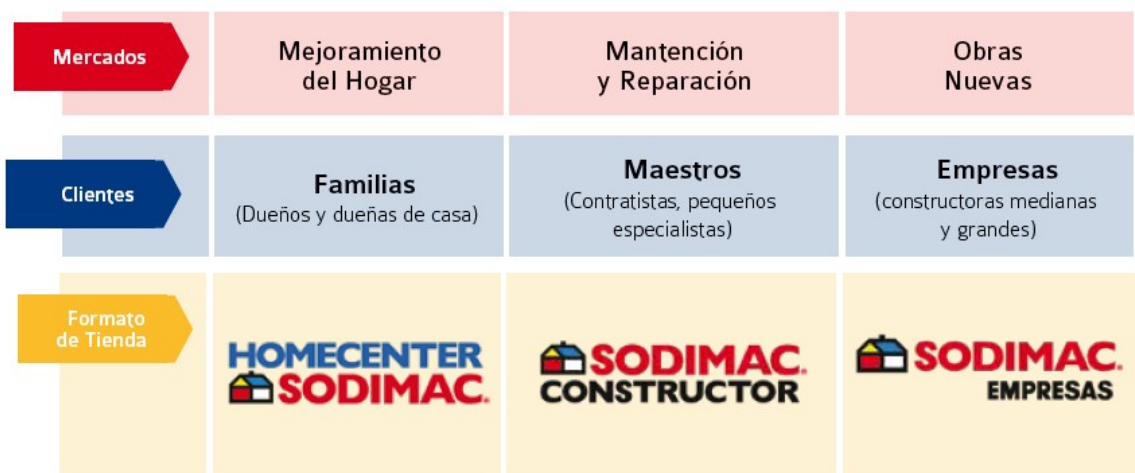 Mercados
Mejoramiento
del Hogar
Mantención
y Reparación
Obras
Nuevas
Clientes
Familias
(Dueños y dueñas de casa)
Maestros
(Contratistas, pequeños
especialistas)
Empresas
(constructoras medianas
y grandes)
Formato
de Tienda
HOMECENTER
SODIMAC.
SODIMAC.
CONSTRUCTOR
SODIMAC.
EMPRESAS